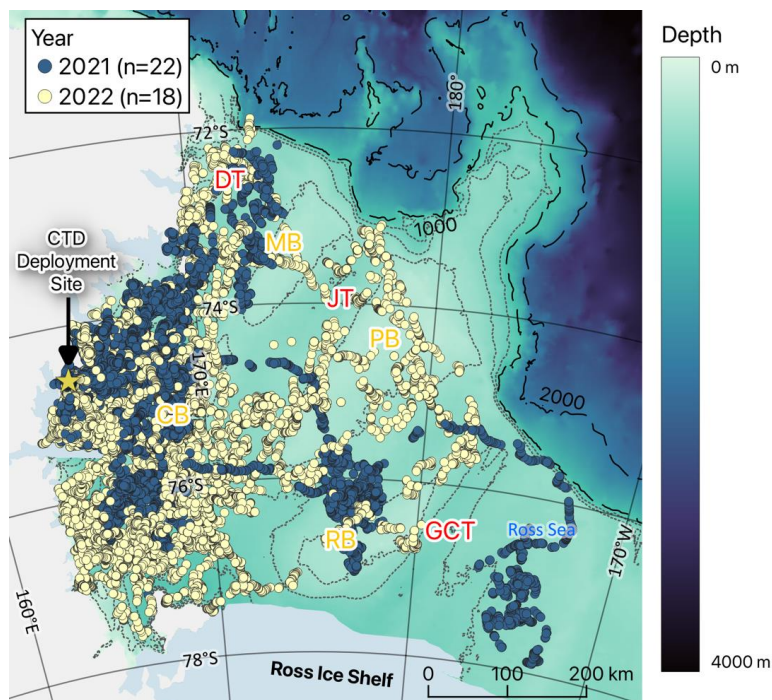 Year
2021 (n=22)
2022 (n=18)
Depth
0 m
4000 m
180°
72°S
DT
MB
1000
CTD
Deployment
Site
JT
74°S
PB
170°E
2000
CB
76°S
RB
GCT
Ross Sea
170°W
160°E
78°S
Ross Ice Shelf
0 100 200 km